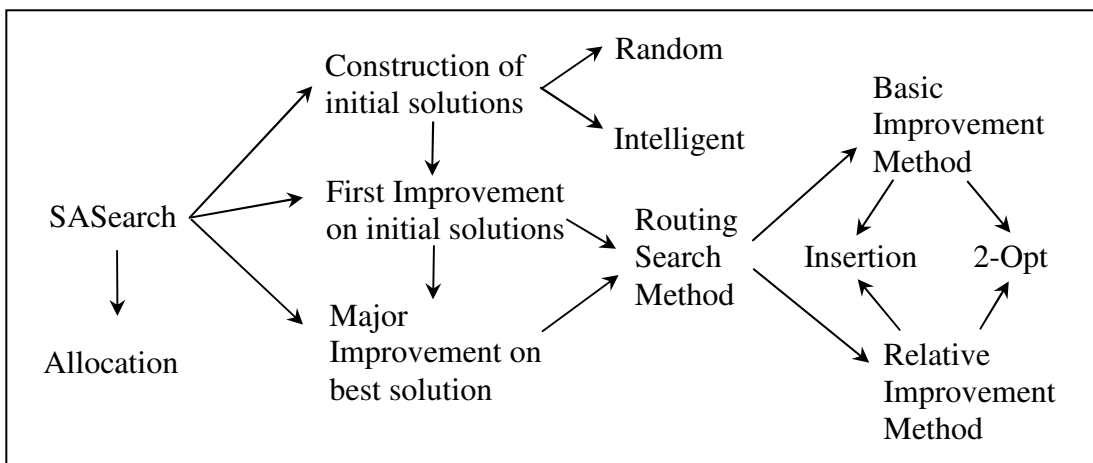 Construction of
initial solutions
Random
Intelligent
First Improvement
on initial solutions
SASearch
Allocation
Major
Improvement on
best solution
Routing
Search
Method
Basic
Improvement
Method
Insertion
2-Opt
Relative
Improvement
Method